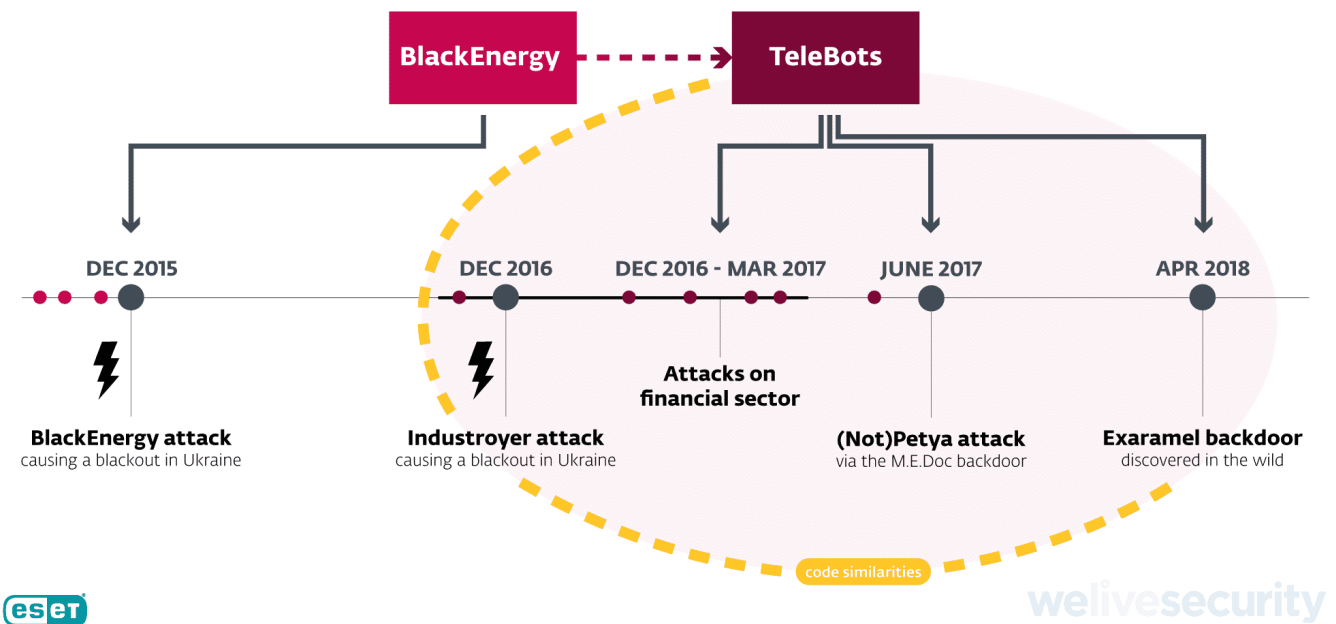 BlackEnergy
TeleBots
DEC 2015
DEC 2016
DEC 2016 - MAR 2017
JUNE 2017
APR 2018
Attacks on
financial sector
BlackEnergy attack
causing a blackout in Ukraine
Industroyer attack
causing a blackout in Ukraine
(Not)Petya attack
via the M.E.Doc backdoor
Exaramel backdoor
discovered in the wild
code similarities
eseT
welivesecurity